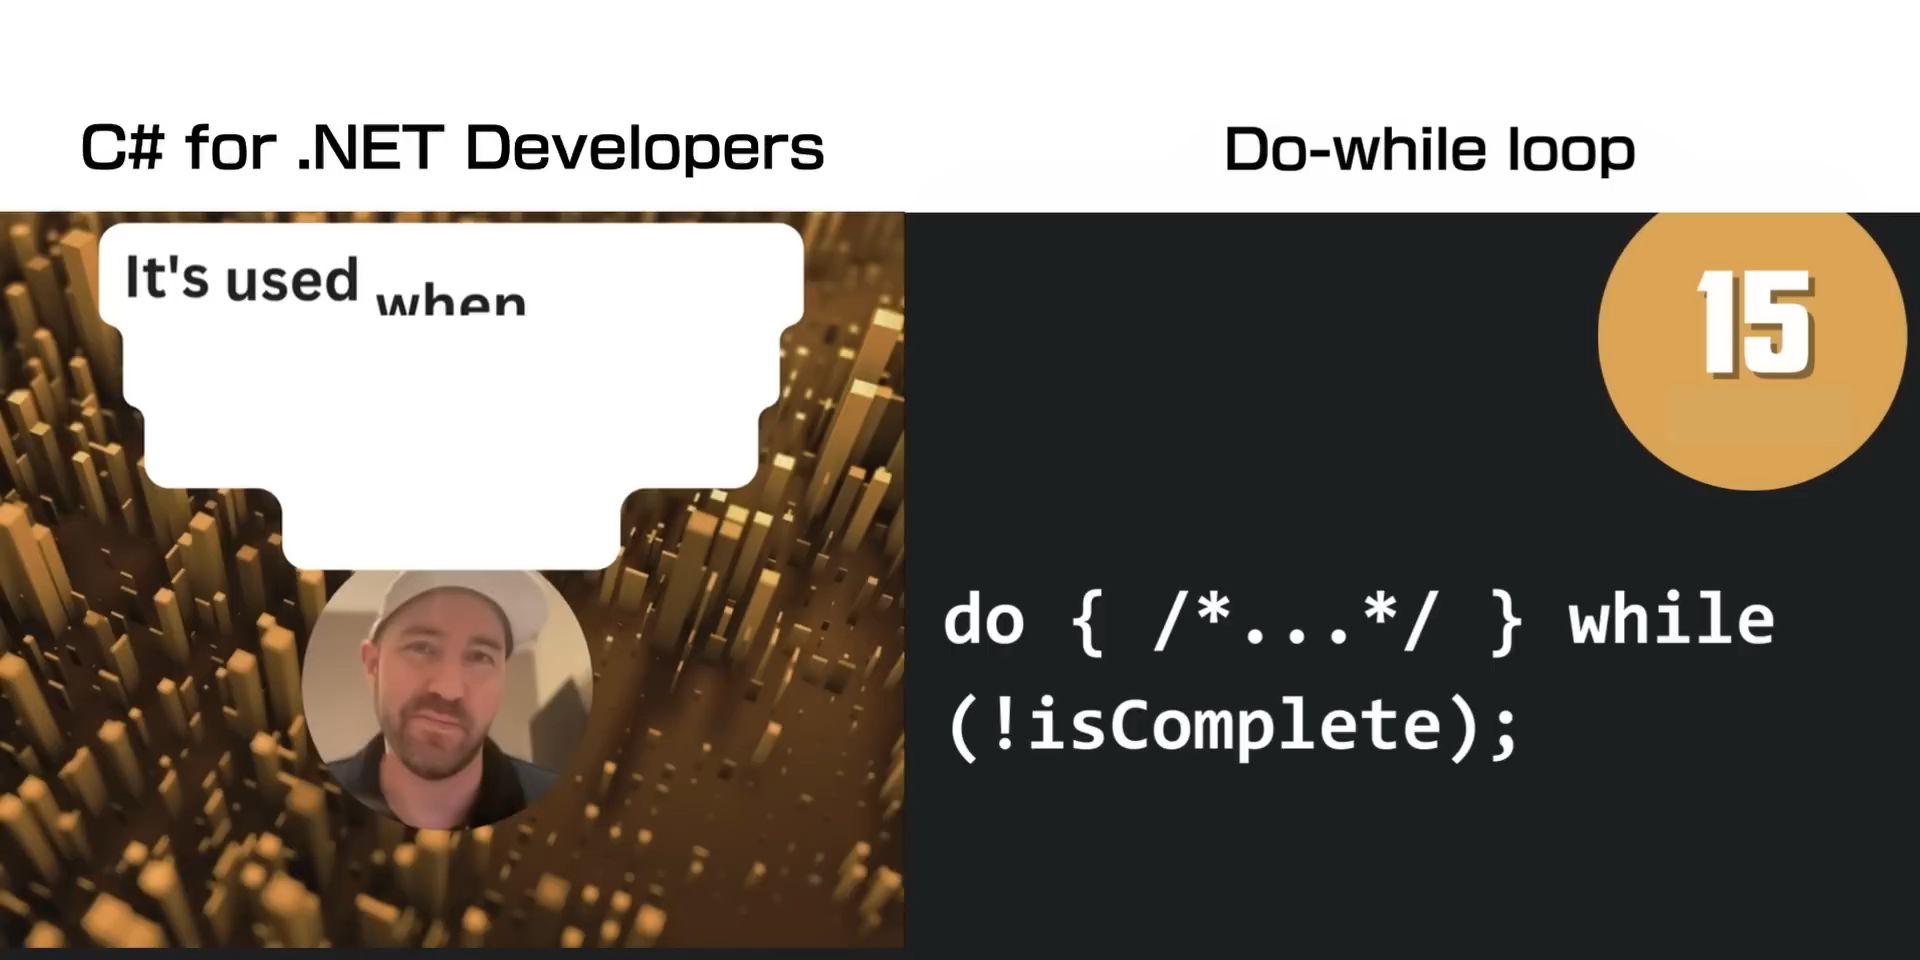 C# for .NET Developers
Do-while loop
It's used when
15
do { /*...*/ } while
(!isComplete);